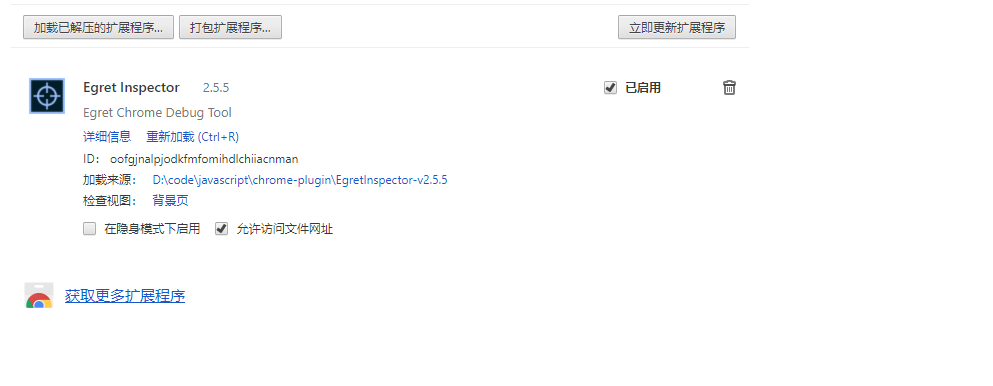 加载已解压的扩展程序... 打包扩展程序... 立即更新扩展程序
Egret Inspector 2.5.5 已启用
Egret Chrome Debug Tool
详细信息 重新加载 (Ctrl+R)
ID: oofgjnalpjodkfmfomihdlchiiacnman
加载来源: D:\code\javascript\chrome-plugin\EgretInspector-v2.5.5
检查视图: 背景页
在隐身模式下启用 允许访问文件网址
获取更多扩展程序